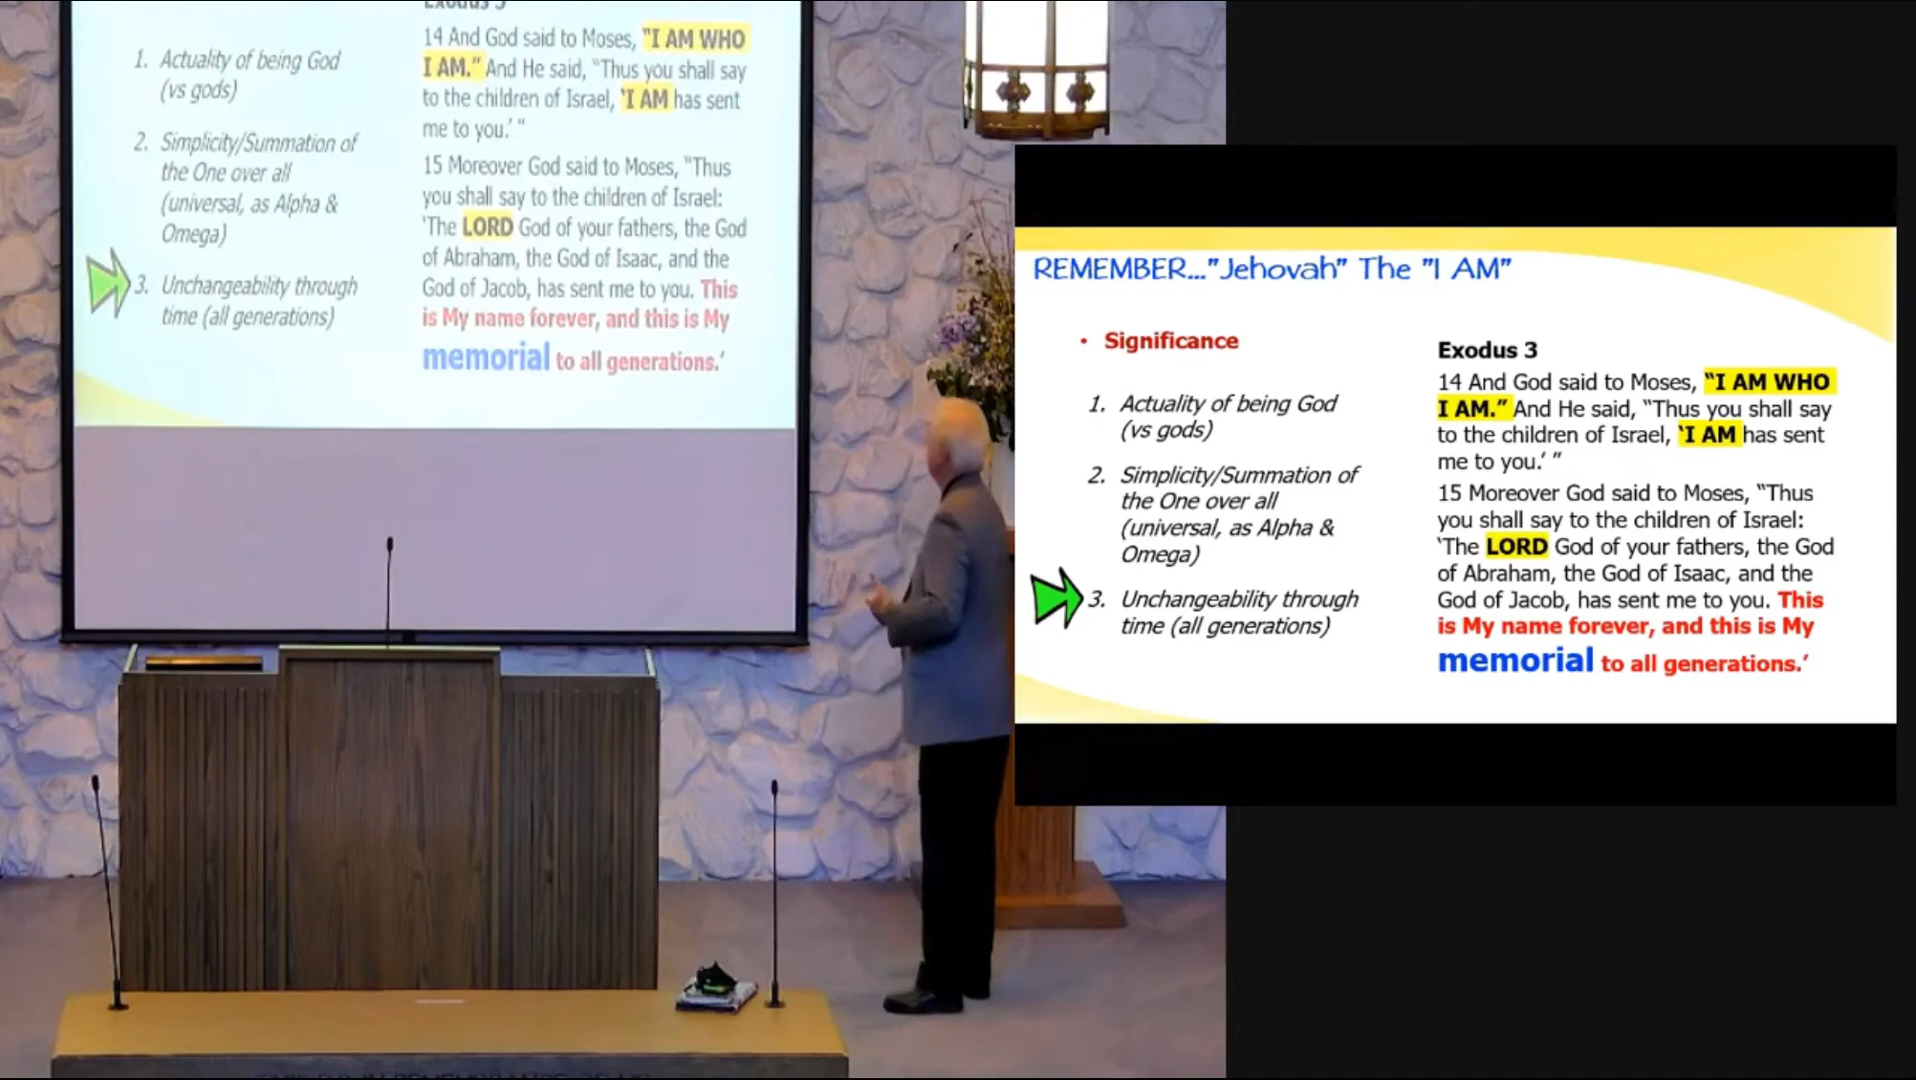 Exodus 3
1. Actuality of being God
(vs gods)
2. Simplicity/Summation of
the One over all
(universal, as Alpha &
Omega)
3. Unchangeability through
time (all generations)
14 And God said to Moses, “I AM WHO
I AM.” And He said, “Thus you shall say
to the children of Israel, ‘I AM has sent
me to you.’ ”
15 Moreover God said to Moses, “Thus
you shall say to the children of Israel:
‘The LORD God of your fathers, the God
of Abraham, the God of Isaac, and the
God of Jacob, has sent me to you. This
is My name forever, and this is My
memorial to all generations.’
REMEMBER..."Jehovah" The "I AM"
• Significance
1. Actuality of being God
(vs gods)
2. Simplicity/Summation of
the One over all
(universal, as Alpha &
Omega)
3. Unchangeability through
time (all generations)
Exodus 3
14 And God said to Moses, “I AM WHO
I AM.” And He said, “Thus you shall say
to the children of Israel, ‘I AM has sent
me to you.’ ”
15 Moreover God said to Moses, “Thus
you shall say to the children of Israel:
‘The LORD God of your fathers, the God
of Abraham, the God of Isaac, and the
God of Jacob, has sent me to you. This
is My name forever, and this is My
memorial to all generations.’